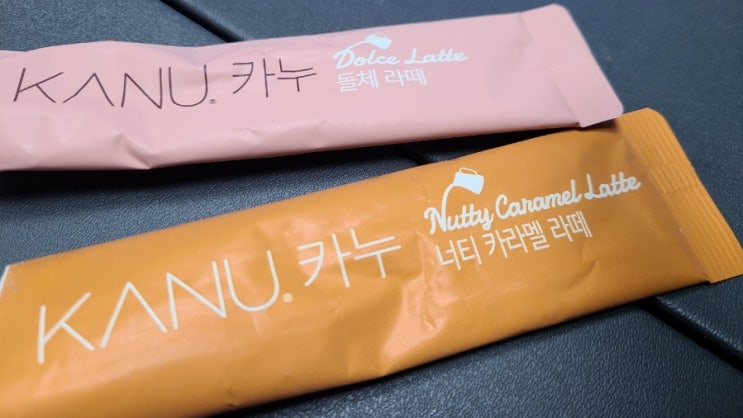 KANU® 카누
Dolce Latte
돌체 라떼
KANU® 카누
Nutty Caramel Latte
너티 카라멜 라떼